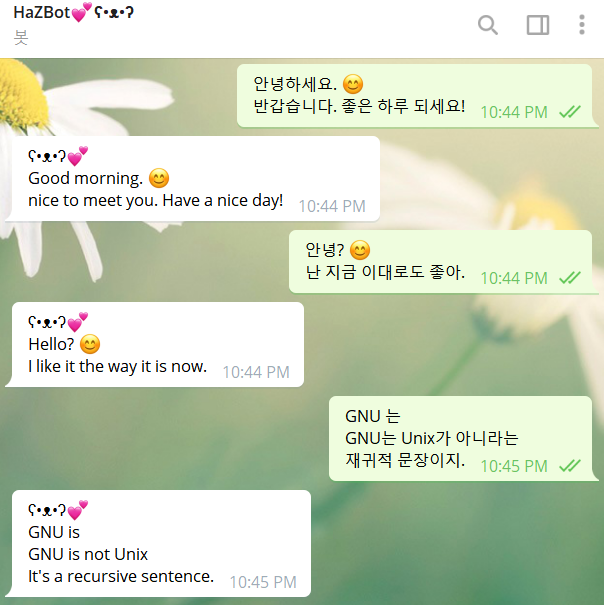 HaZBot💕ʕ•ᴥ•ʔ
봇
안녕하세요. 😊
반갑습니다. 좋은 하루 되세요!
10:44 PM
ʕ•ᴥ•ʔ💕
Good morning. 😊
nice to meet you. Have a nice day!
10:44 PM
안녕? 😊
난 지금 이대로도 좋아.
10:44 PM
ʕ•ᴥ•ʔ💕
Hello? 😊
I like it the way it is now.
10:44 PM
GNU 는
GNU는 Unix가 아니라는
재귀적 문장이지.
10:45 PM
ʕ•ᴥ•ʔ💕
GNU is
GNU is not Unix
It's a recursive sentence.
10:45 PM